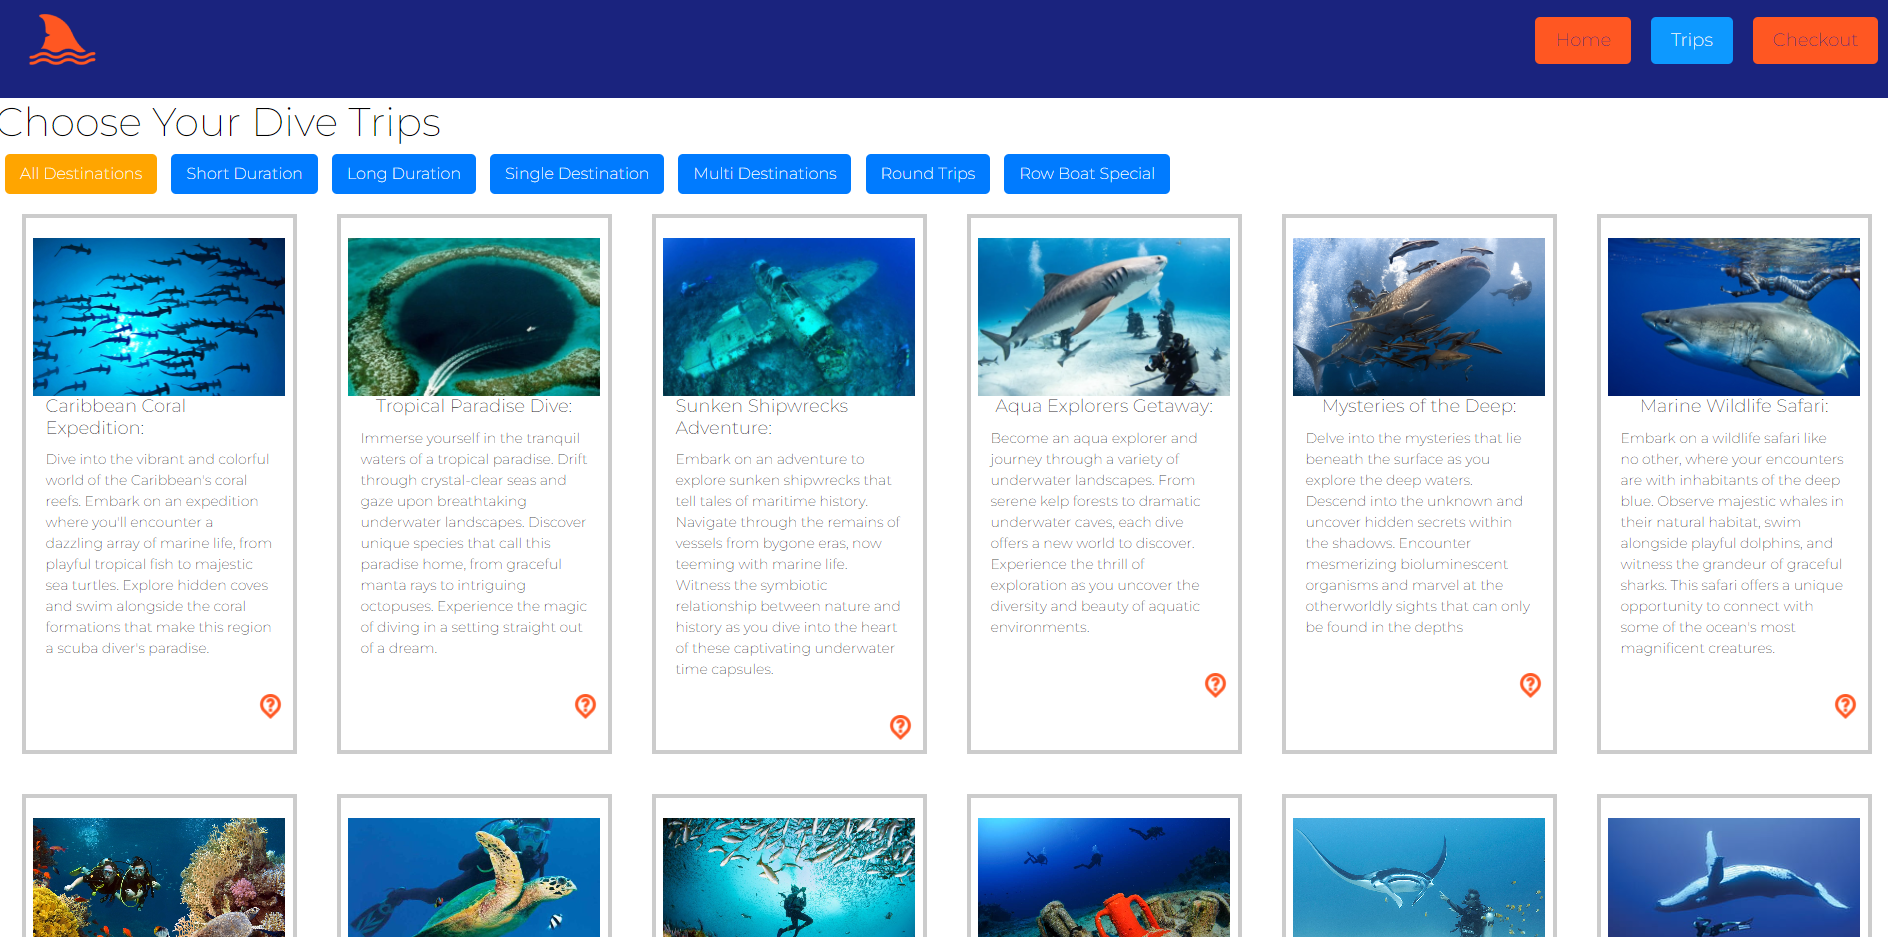 Home
Trips
Checkout
Choose Your Dive Trips
All Destinations
Short Duration
Long Duration
Single Destination
Multi Destinations
Round Trips
Row Boat Special
Caribbean Coral
Expedition:
Dive into the vibrant and colorful
world of the Caribbean's coral
reefs. Embark on an expedition
where you'll encounter a
dazzling array of marine life, from
playful tropical fish to majestic
sea turtles. Explore hidden coves
and swim alongside the coral
formations that make this region
a scuba diver's paradise.
Tropical Paradise Dive:
Immerse yourself in the tranquil
waters of a tropical paradise. Drift
through crystal-clear seas and
gaze upon breathtaking
underwater landscapes. Discover
unique species that call this
paradise home, from graceful
manta rays to intriguing
octopuses. Experience the magic
of diving in a setting straight out
of a dream.
Sunken Shipwrecks
Adventure:
Embark on an adventure to
explore sunken shipwrecks that
tell tales of maritime history.
Navigate through the remains of
vessels from bygone eras, now
teeming with marine life.
Witness the symbiotic
relationship between nature and
history as you dive into the heart
of these captivating underwater
time capsules.
Aqua Explorers Getaway:
Become an aqua explorer and
journey through a variety of
underwater landscapes. From
serene kelp forests to dramatic
underwater caves, each dive
offers a new world to discover.
Experience the thrill of
exploration as you uncover the
diversity and beauty of aquatic
environments.
Mysteries of the Deep:
Delve into the mysteries that lie
beneath the surface as you
explore the deep waters.
Descend into the unknown and
uncover hidden secrets within
the shadows. Encounter
mesmerizing bioluminescent
organisms and marvel at the
otherworldly sights that can only
be found in the depths
Marine Wildlife Safari:
Embark on a wildlife safari like
no other, where your encounters
are with inhabitants of the deep
blue. Observe majestic whales in
their natural habitat, swim
alongside playful dolphins, and
witness the grandeur of graceful
sharks. This safari offers a unique
opportunity to connect with
some of the ocean's most
magnificent creatures.